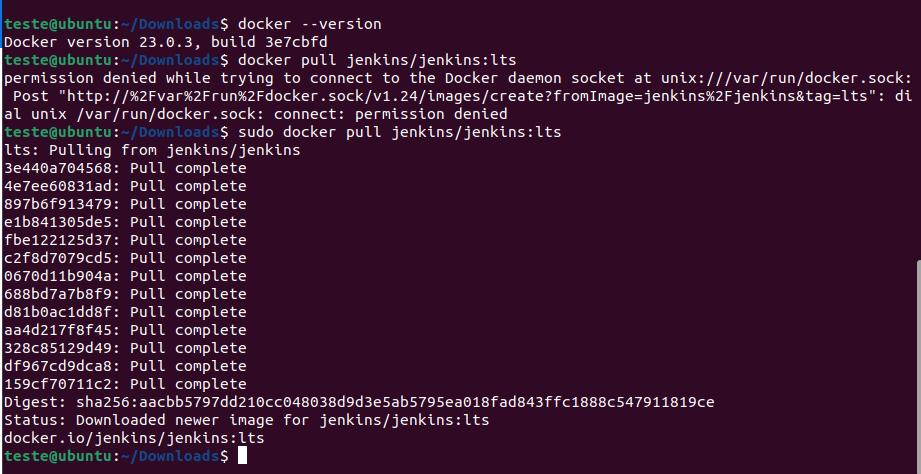 teste@ubuntu:~/Downloads$ docker --version
Docker version 23.0.3, build 3e7cbfd
teste@ubuntu:~/Downloads$ docker pull jenkins/jenkins:lts
permission denied while trying to connect to the Docker daemon socket at unix:///var/run/docker.sock:
 Post "http://%2Fvar%2Frun%2Fdocker.sock/v1.24/images/create?fromImage=jenkins%2Fjenkins&tag=lts": di
al unix /var/run/docker.sock: connect: permission denied
teste@ubuntu:~/Downloads$ sudo docker pull jenkins/jenkins:lts
lts: Pulling from jenkins/jenkins
3e440a704568: Pull complete
4e7ee60831ad: Pull complete
897b6f913479: Pull complete
e1b841305de5: Pull complete
fbe122125d37: Pull complete
c2f8d7079cd5: Pull complete
0670d11b904a: Pull complete
688bd7a7b8f9: Pull complete
d81b0ac1dd8f: Pull complete
aa4d217f8f45: Pull complete
328c85129d49: Pull complete
df967cd9dca8: Pull complete
159cf70711c2: Pull complete
Digest: sha256:aacbb5797dd210cc048038d9d3e5ab5795ea018fad843ffc1888c547911819ce
Status: Downloaded newer image for jenkins/jenkins:lts
docker.io/jenkins/jenkins:lts
teste@ubuntu:~/Downloads$